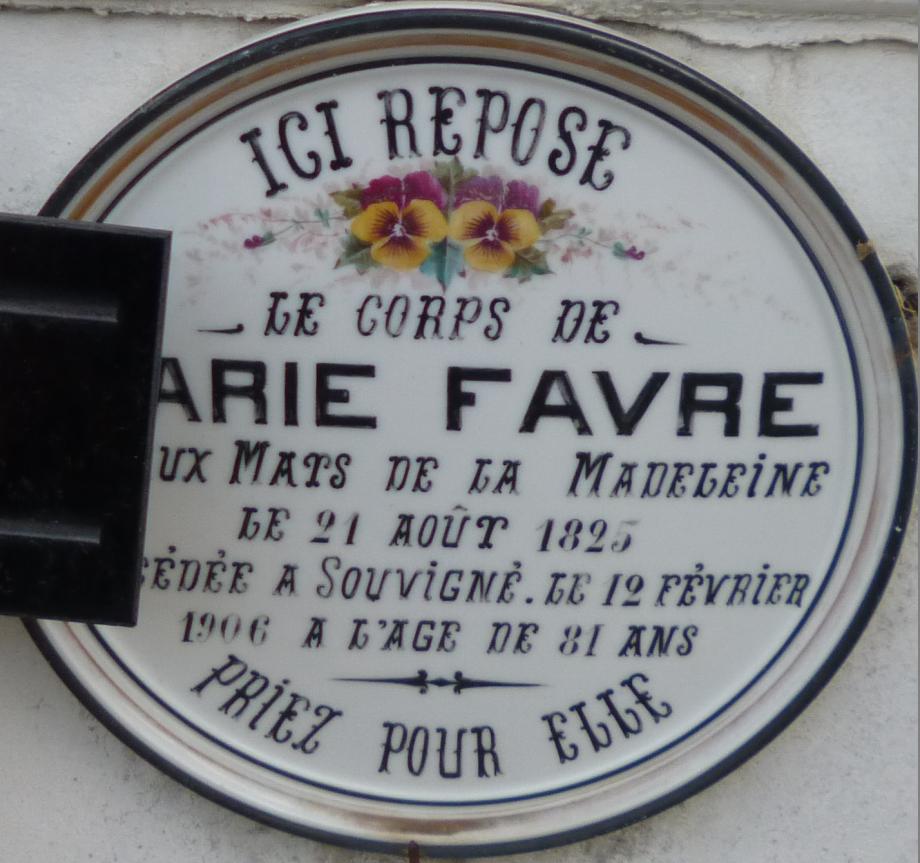 ICI REPOSE
LE CORPS DE
ARIE FAVRE
UX MATS DE LA MADELEINE
LE 21 AOÛT 1825
ÉDÉE A SOUVIGNÉ. LE 12 FÉVRIER
1906 A L'AGE DE 81 ANS
PRIEZ POUR ELLE